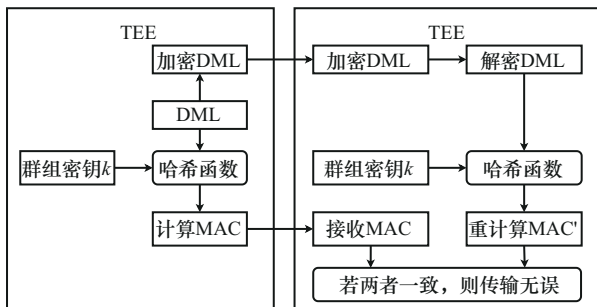 TEE
TEE
加密DML
加密DML
解密DML
DML
群组密钥k
哈希函数
群组密钥k
哈希函数
计算MAC
接收MAC
重计算MAC'
若两者一致，则传输无误